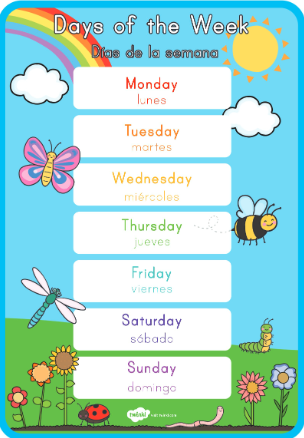 Days of the Week
Días de la semana
Monday
lunes
Tuesday
martes
Wednesday
miércoles
Thursday
jueves
Friday
viernes
Saturday
sábado
Sunday
domingo
twinkl